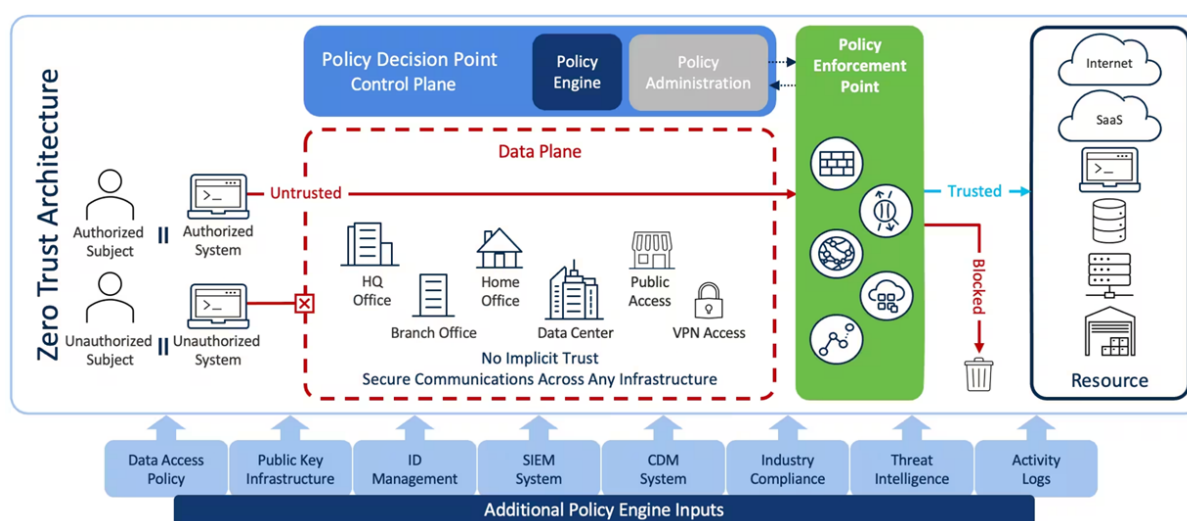 Zero Trust Architecture
Policy Decision Point
Control Plane
Policy
Engine
Policy
Administration
Policy
Enforcement
Point
Internet
SaaS
Data Plane
Untrusted
Trusted
Blocked
Authorized
Subject
Authorized
System
Unauthorized
Subject
Unauthorized
System
HQ
Office
Branch Office
Home
Office
Data Center
Public
Access
VPN Access
No Implicit Trust
Secure Communications Across Any Infrastructure
Resource
Data Access
Policy
Public Key
Infrastructure
ID
Management
SIEM
System
CDM
System
Industry
Compliance
Threat
Intelligence
Activity
Logs
Additional Policy Engine Inputs